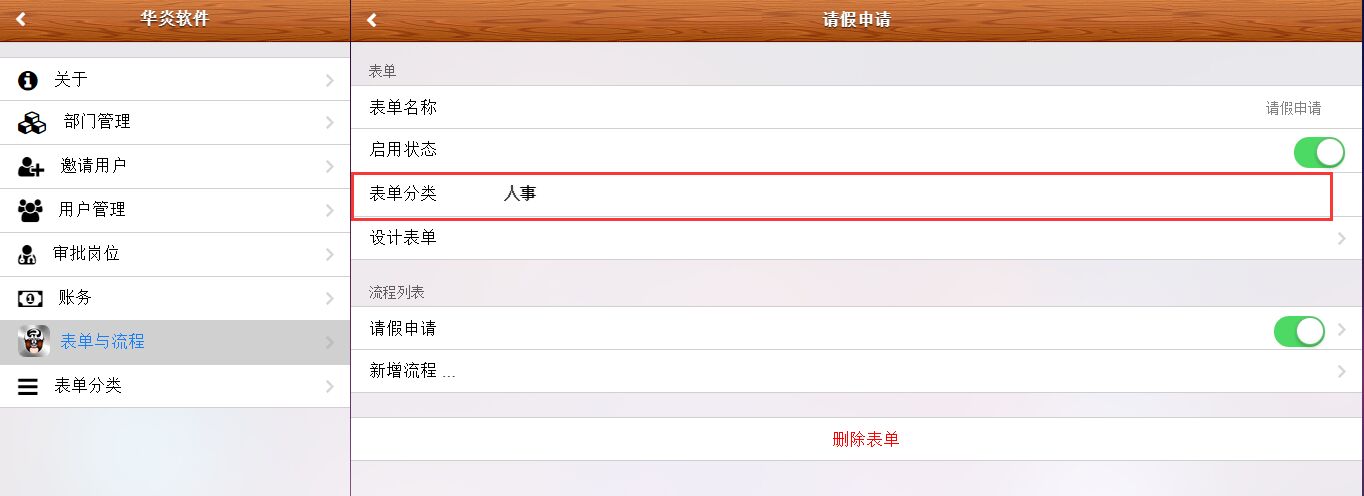 华炎软件
关于
部门管理
邀请用户
用户管理
审批岗位
账务
表单与流程
表单分类
请假申请
表单
表单名称 请假申请
启用状态
表单分类 人事
设计表单
流程列表
请假申请
新增流程 ...
删除表单